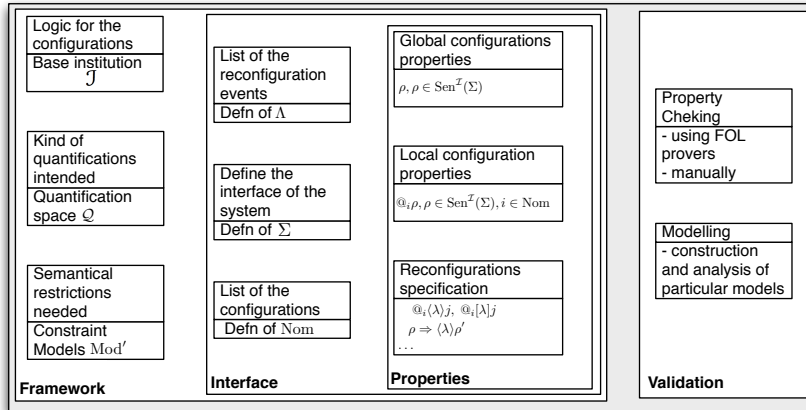 Logic for the
configurations
Base institution
ℐ
Kind of
quantifications
intended
Quantification
space 𝒬
Semantical
restrictions
needed
Constraint
Models Mod′
Framework
List of the
reconfiguration
events
Defn of Λ
Define the
interface of the
system
Defn of Σ
List of the
configurations
Defn of Nom
Interface
Global configurations
properties
ρ, ρ ∈ Sen^ℐ(Σ)
Local configuration
properties
@ᵢρ, ρ ∈ Sen^ℐ(Σ), i ∈ Nom
Reconfigurations
specification
@ᵢ⟨λ⟩j, @ᵢ[λ]j
ρ ⇒ ⟨λ⟩ρ′
...
Properties
Property
Cheking
- using FOL
provers
- manually
Modelling
- construction
and analysis of
particular models
Validation